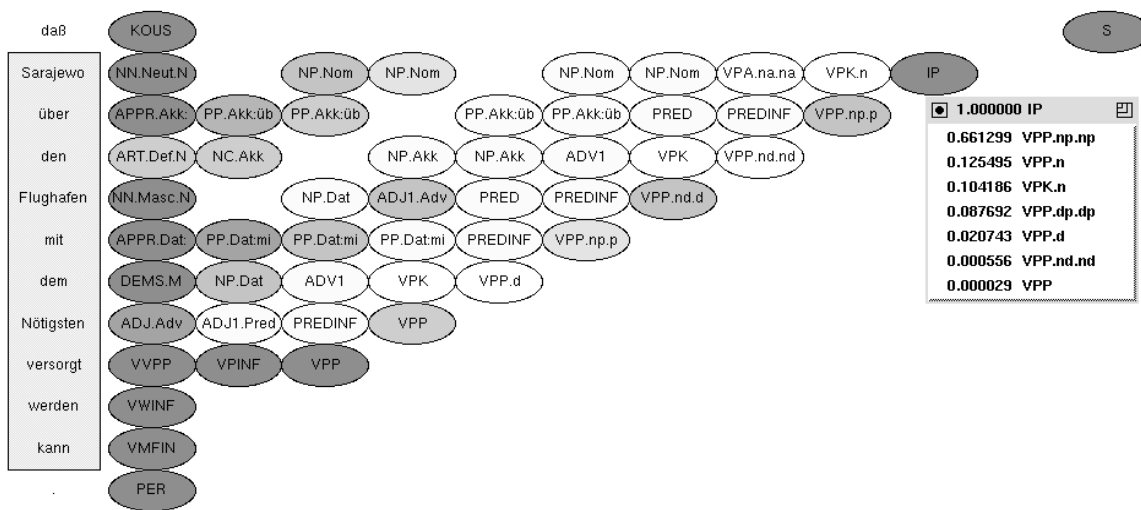 daß KOUS S
Sarajewo NN.Neut.N NP.Nom NP.Nom NP.Nom NP.Nom VPA.na.na VPK.n IP
über APPR.Akk: PP.Akk:üb PP.Akk:üb PP.Akk:üb PP.Akk:üb PRED PREDINF VPP.np.p
den ART.Def.N NC.Akk NP.Akk NP.Akk ADV1 VPK VPP.nd.nd
Flughafen NN.Masc.N NP.Dat ADJ1.Adv PRED PREDINF VPP.nd.d
mit APPR.Dat: PP.Dat:mi PP.Dat:mi PP.Dat:mi PREDINF VPP.np.p
dem DEMS.M NP.Dat ADV1 VPK VPP.d
Nötigsten ADJ.Adv ADJ1.Pred PREDINF VPP
versorgt VVPP VPINF VPP
werden VWINF
kann VMFIN
. PER
1.000000 IP
0.661299 VPP.np.np
0.125495 VPP.n
0.104186 VPK.n
0.087692 VPP.dp.dp
0.020743 VPP.d
0.000556 VPP.nd.nd
0.000029 VPP